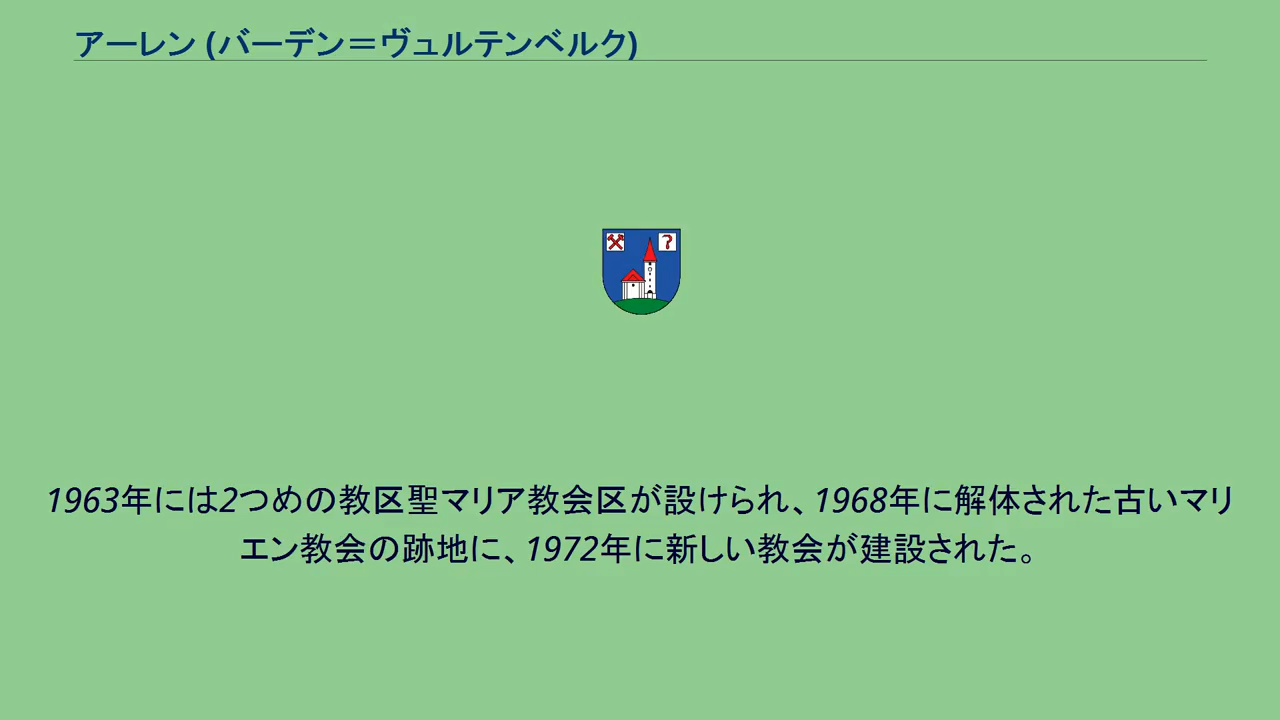 アーレン (バーデン＝ヴュルテンベルク)
1963年には2つめの教区聖マリア教会区が設けられ、1968年に解体された古いマリ
エン教会の跡地に、1972年に新しい教会が建設された。